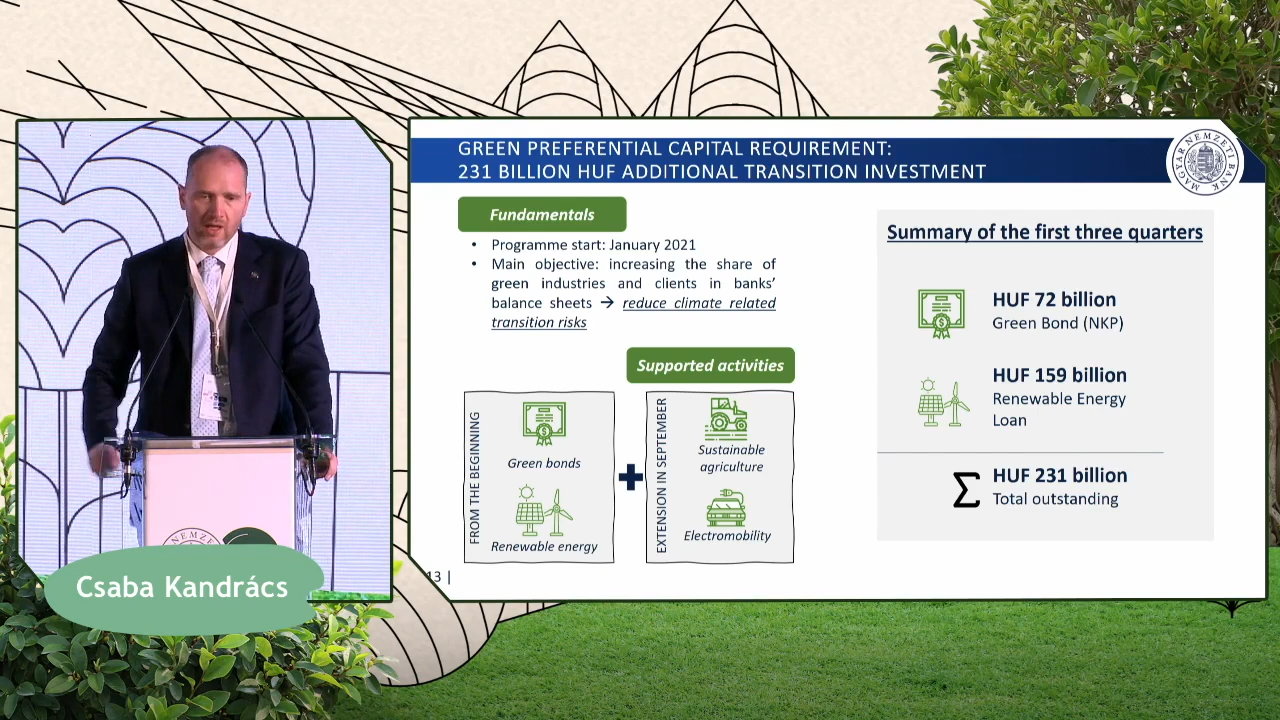 GREEN PREFERENTIAL CAPITAL REQUIREMENT:
231 BILLION HUF ADDITIONAL TRANSITION INVESTMENT
MAGYAR NEMZETI BANK
Fundamentals
• Programme start: January 2021
• Main objective: increasing the share of
green industries and clients in banks'
balance sheets → reduce climate related
transition risks
Supported activities
FROM THE BEGINNING
Green bonds
Renewable energy
EXTENSION IN SEPTEMBER
Sustainable
agriculture
Electromobility
Summary of the first three quarters
HUF 72 billion
Green Bond (NKP)
HUF 159 billion
Renewable Energy
Loan
Σ HUF 231 billion
Total outstanding
13 |
Csaba Kandrács